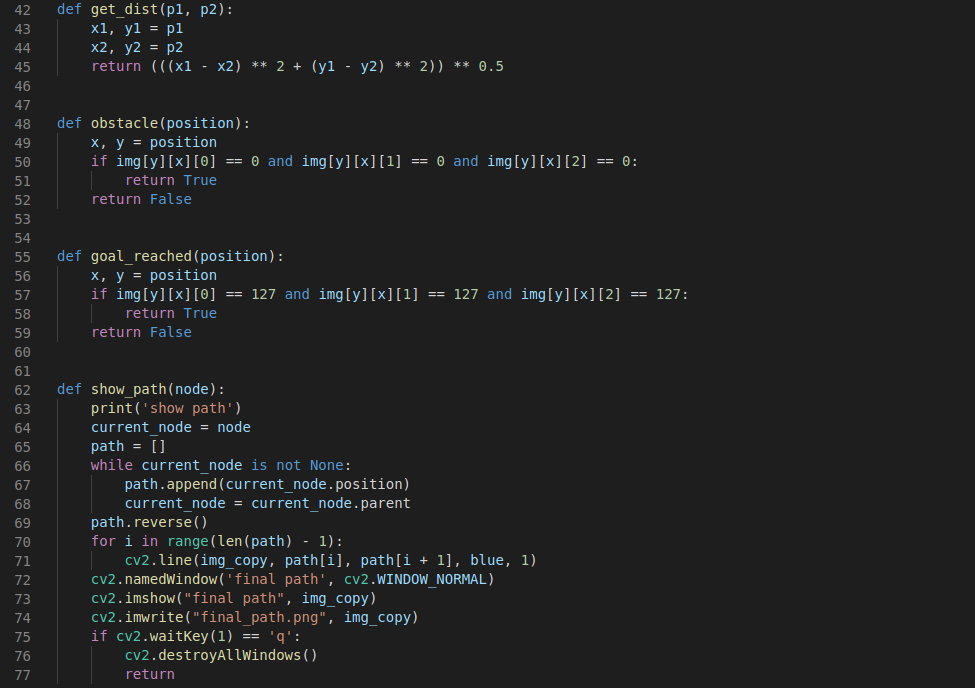 42 def get_dist(p1, p2):
43     x1, y1 = p1
44     x2, y2 = p2
45     return (((x1 - x2) ** 2 + (y1 - y2) ** 2)) ** 0.5
46
47
48 def obstacle(position):
49     x, y = position
50     if img[y][x][0] == 0 and img[y][x][1] == 0 and img[y][x][2] == 0:
51         return True
52     return False
53
54
55 def goal_reached(position):
56     x, y = position
57     if img[y][x][0] == 127 and img[y][x][1] == 127 and img[y][x][2] == 127:
58         return True
59     return False
60
61
62 def show_path(node):
63     print('show path')
64     current_node = node
65     path = []
66     while current_node is not None:
67         path.append(current_node.position)
68         current_node = current_node.parent
69     path.reverse()
70     for i in range(len(path) - 1):
71         cv2.line(img_copy, path[i], path[i + 1], blue, 1)
72     cv2.namedWindow('final path', cv2.WINDOW_NORMAL)
73     cv2.imshow("final path", img_copy)
74     cv2.imwrite("final_path.png", img_copy)
75     if cv2.waitKey(1) == 'q':
76         cv2.destroyAllWindows()
77         return